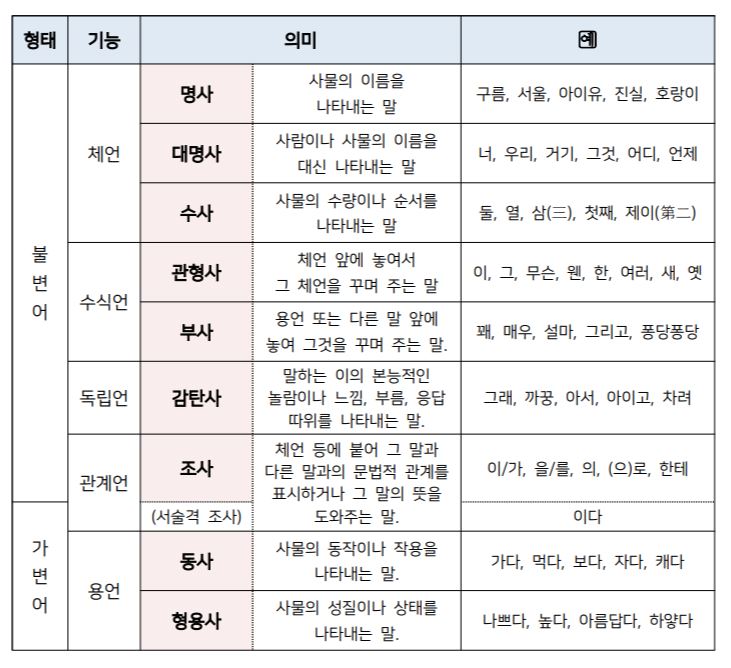 형태 기능 의미 예
불변어
체언
명사
사물의 이름을
나타내는 말
구름, 서울, 아이유, 진실, 호랑이
대명사
사람이나 사물의 이름을
대신 나타내는 말
너, 우리, 거기, 그것, 어디, 언제
수사
사물의 수량이나 순서를
나타내는 말
둘, 열, 삼(三), 첫째, 제이(第二)
수식언
관형사
체언 앞에 놓여서
그 체언을 꾸며 주는 말
이, 그, 무슨, 웬, 한, 여러, 새, 옛
부사
용언 또는 다른 말 앞에
놓여 그것을 꾸며 주는 말.
꽤, 매우, 설마, 그리고, 퐁당퐁당
독립언
감탄사
말하는 이의 본능적인
놀람이나 느낌, 부름, 응답
따위를 나타내는 말.
그래, 까꿍, 아서, 아이고, 차려
관계언
조사
체언 등에 붙어 그 말과
다른 말과의 문법적 관계를
표시하거나 그 말의 뜻을
도와주는 말.
이/가, 을/를, 의, (으)로, 한테
(서술격 조사)
이다
가변어
용언
동사
사물의 동작이나 작용을
나타내는 말.
가다, 먹다, 보다, 자다, 캐다
형용사
사물의 성질이나 상태를
나타내는 말.
나쁘다, 높다, 아름답다, 하얗다